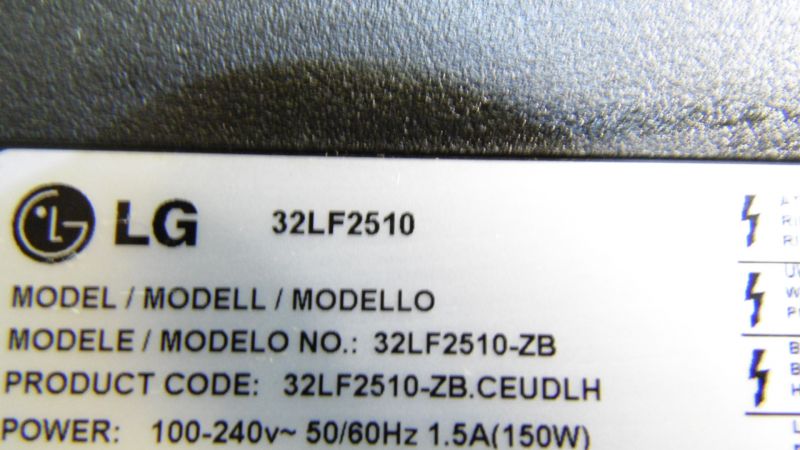 LG 32LF2510
MODEL / MODELL / MODELLO
MODELE / MODELO NO.: 32LF2510-ZB
PRODUCT CODE: 32LF2510-ZB.CEUDLH
POWER: 100-240v~ 50/60Hz 1.5A(150W)